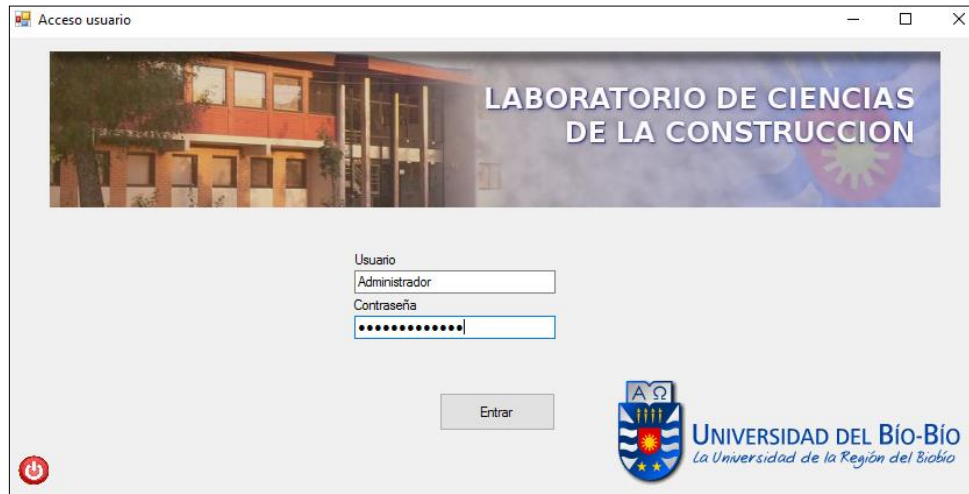 Acceso usuario
LABORATORIO DE CIENCIAS
DE LA CONSTRUCCION
Usuario
Administrador
Contraseña
●●●●●●●●●●●●●
Entrar
Α Ω
UNIVERSIDAD DEL BÍO-BÍO
La Universidad de la Región del Biobío